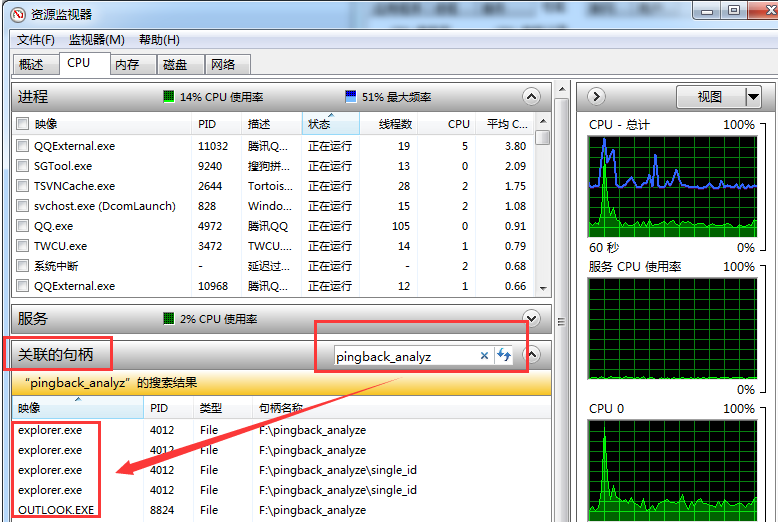 资源监视器
文件(F) 监视器(M) 帮助(H)
概述 CPU 内存 磁盘 网络
进程 14% CPU 使用率 51% 最大频率
映像 PID 描述 状态 线程数 CPU 平均 C...
QQExternal.exe 11032 腾讯Q... 正在运行 19 5 3.80
SGTool.exe 9240 搜狗拼... 正在运行 13 0 2.09
TSVNCache.exe 2644 Tortois... 正在运行 28 2 1.75
svchost.exe (DcomLaunch) 828 Windo... 正在运行 15 2 1.08
QQ.exe 4972 腾讯QQ 正在运行 105 0 0.91
TWCU.exe 3472 TWCU.... 正在运行 14 1 0.79
系统中断 - 延迟过... 正在运行 - 2 0.68
QQExternal.exe 10968 腾讯Q... 正在运行 12 1 0.66
服务 2% CPU 使用率
关联的句柄 pingback_analyz
“pingback_analyz”的搜索结果
映像 PID 类型 句柄名称
explorer.exe 4012 File F:\pingback_analyze
explorer.exe 4012 File F:\pingback_analyze
explorer.exe 4012 File F:\pingback_analyze\single_id
explorer.exe 4012 File F:\pingback_analyze\single_id
OUTLOOK.EXE 8824 File F:\pingback_analyze
视图
CPU - 总计 100%
60 秒 0%
服务 CPU 使用率 100%
0%
CPU 0 100%